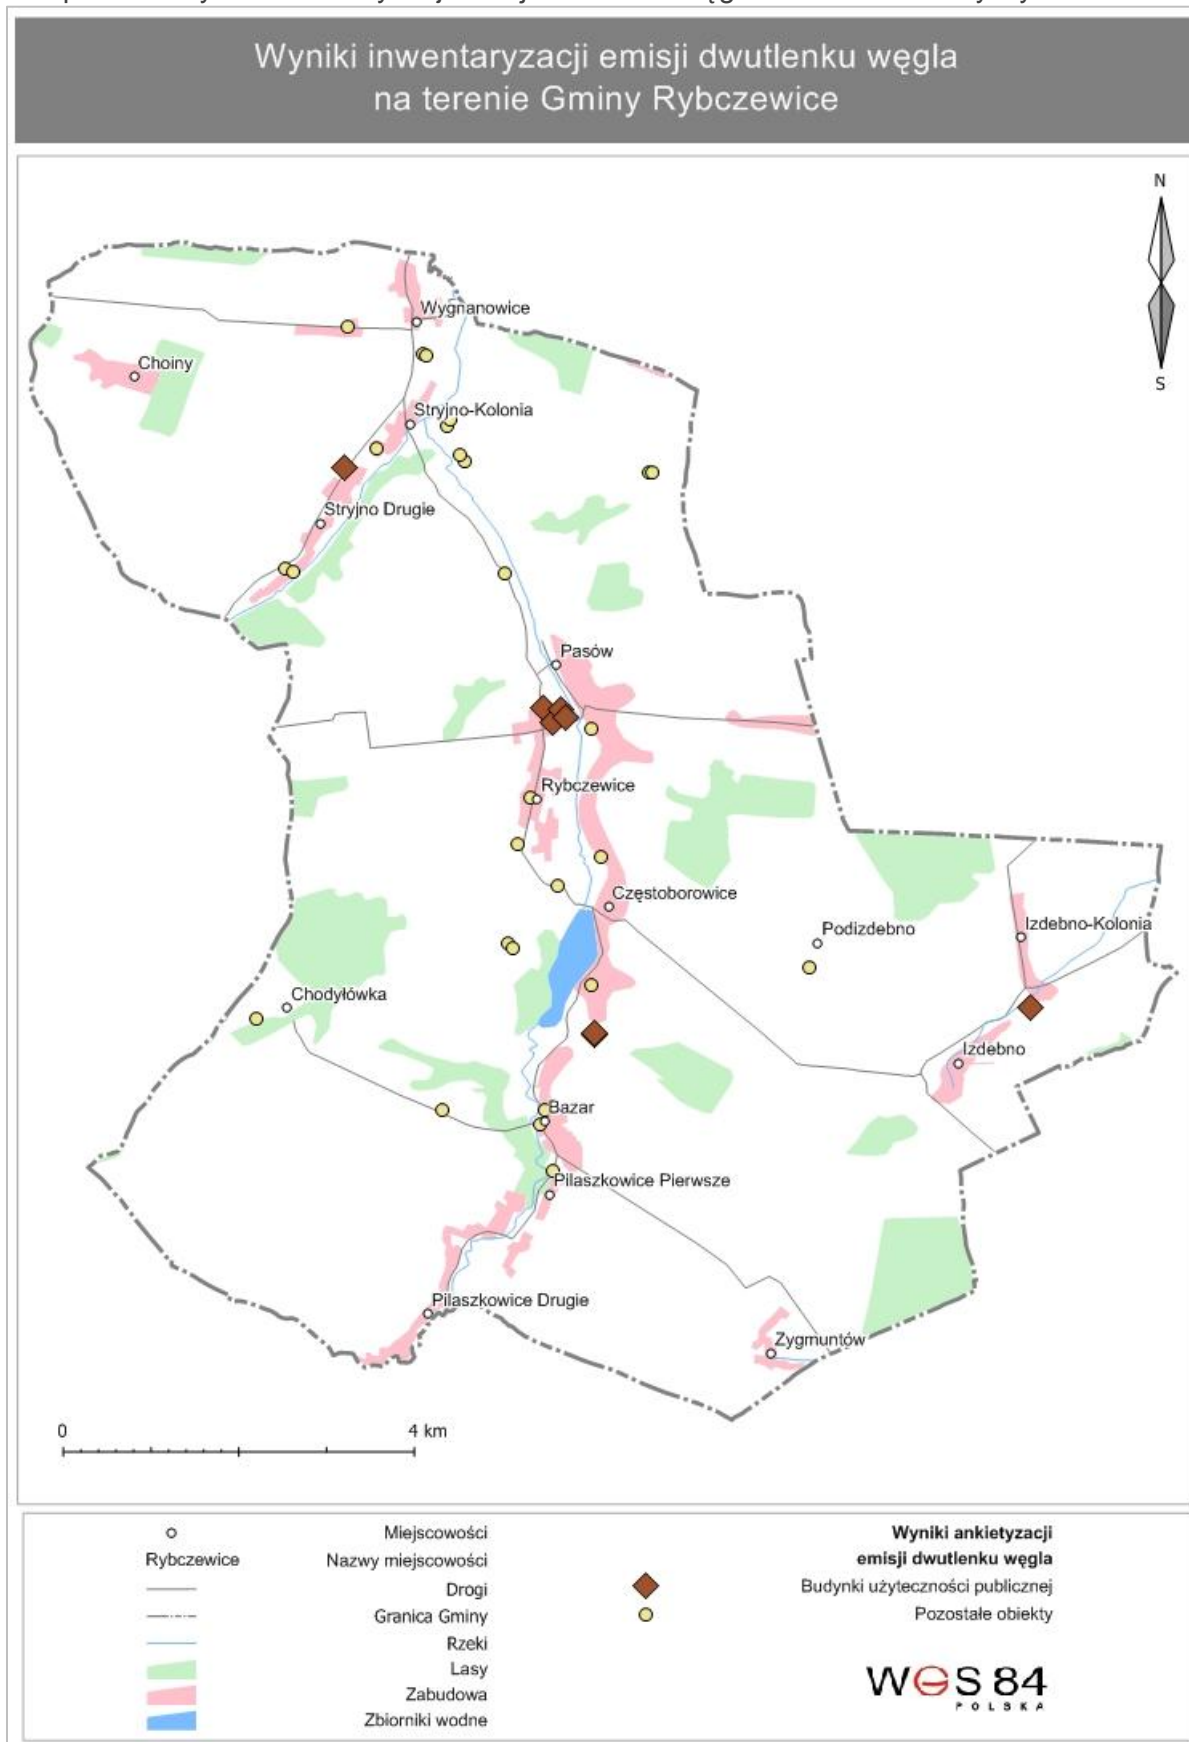 Wyniki inwentaryzacji emisji dwutlenku węgla
na terenie Gminy Rybczewice
N
S
Wygnanowice
Choiny
Stryjno-Kolonia
Stryjno Drugie
Pasów
Rybczewice
Częstoborowice
Podizdebno
Izdebno-Kolonia
Chodyłówka
Izdebno
Bazar
Pilaszkowice Pierwsze
Pilaszkowice Drugie
Zygmuntów
0 4 km
Miejscowości
Rybczewice Nazwy miejscowości
Drogi
Granica Gminy
Rzeki
Lasy
Zabudowa
Zbiorniki wodne
Wyniki ankietyzacji
emisji dwutlenku węgla
Budynki użyteczności publicznej
Pozostałe obiekty
WGS 84
POLSKA